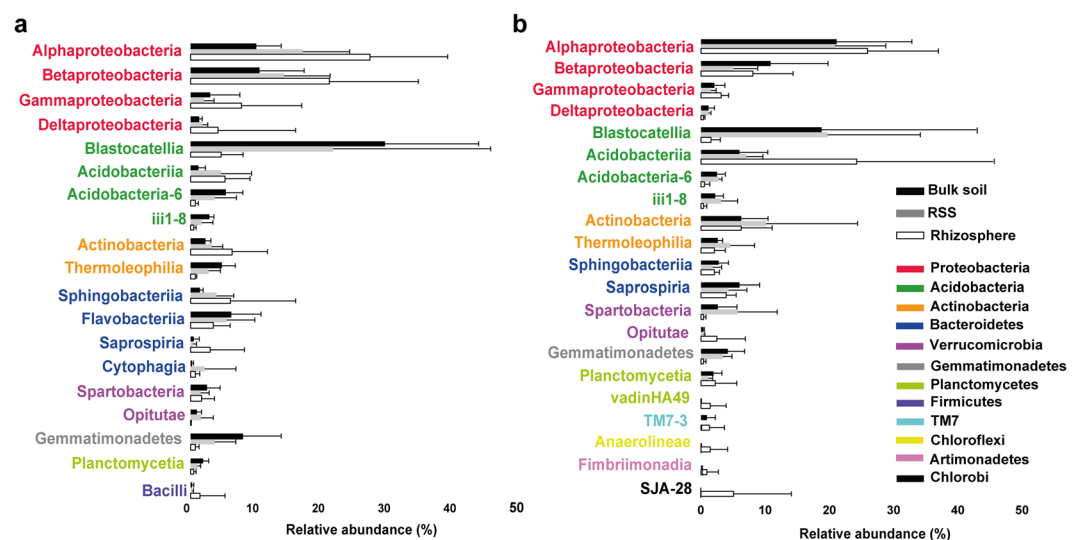 a
Alphaproteobacteria
Betaproteobacteria
Gammaproteobacteria
Deltaproteobacteria
Blastocatellia
Acidobacteriia
Acidobacteria-6
iii1-8
Actinobacteria
Thermoleophilia
Sphingobacteriia
Flavobacteriia
Saprospiria
Cytophagia
Spartobacteria
Opitutae
Gemmatimonadetes
Planctomycetia
Bacilli
0 10 20 30 40 50
Relative abundance (%)
b
Alphaproteobacteria
Betaproteobacteria
Gammaproteobacteria
Deltaproteobacteria
Blastocatellia
Acidobacteriia
Acidobacteria-6
iii1-8
Actinobacteria
Thermoleophilia
Sphingobacteriia
Saprospiria
Spartobacteria
Opitutae
Gemmatimonadetes
Planctomycetia
vadinHA49
TM7-3
Anaerolineae
Fimbriimonadia
SJA-28
0 10 20 30 40 50
Relative abundance (%)
Bulk soil
RSS
Rhizosphere
Proteobacteria
Acidobacteria
Actinobacteria
Bacteroidetes
Verrucomicrobia
Gemmatimonadetes
Planctomycetes
Firmicutes
TM7
Chloroflexi
Artimonadetes
Chlorobi